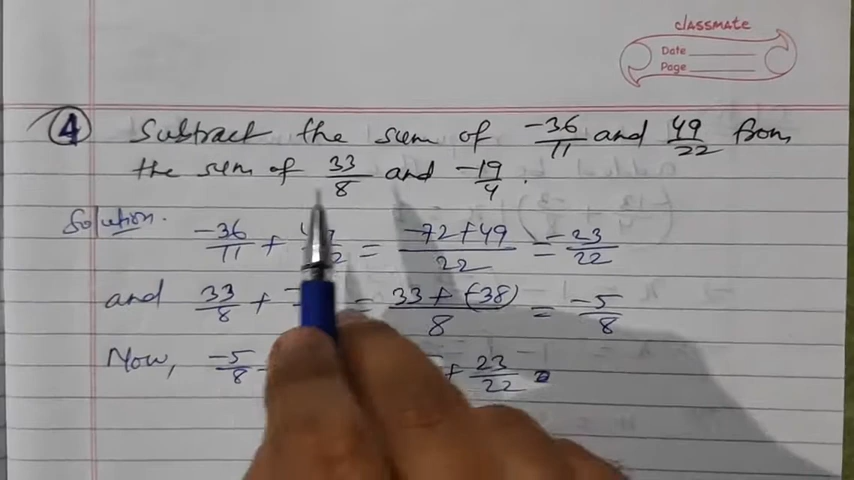 classmate
Date
Page
4 Subtract the sum of -36/11 and 49/22 from
the sum of 33/8 and -19/4.
Solution. -36/11 + = -72+49/22 = -23/22
and 33/8 + = 33+(-38)/8 = -5/8
Now, -5/8 + 23/22 =